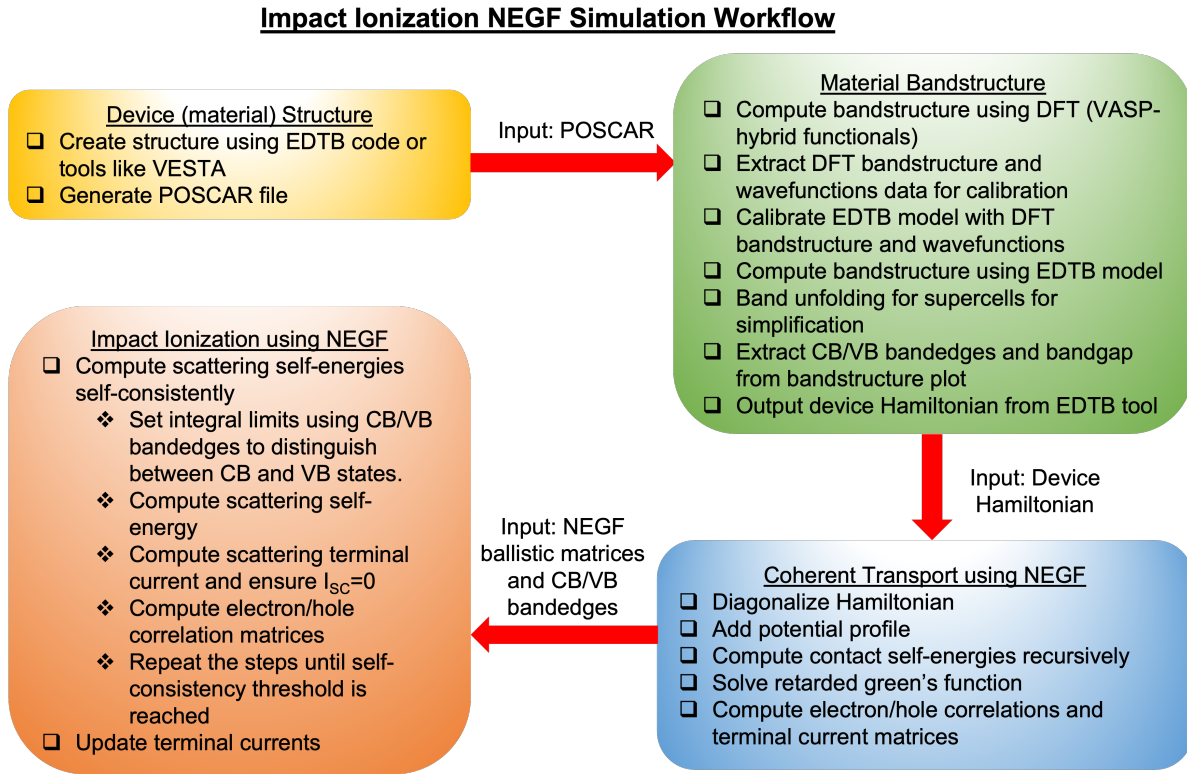 Impact Ionization NEGF Simulation Workflow
Device (material) Structure
❑ Create structure using EDTB code or
tools like VESTA
❑ Generate POSCAR file
Input: POSCAR
Material Bandstructure
❑ Compute bandstructure using DFT (VASP-
hybrid functionals)
❑ Extract DFT bandstructure and
wavefunctions data for calibration
❑ Calibrate EDTB model with DFT
bandstructure and wavefunctions
❑ Compute bandstructure using EDTB model
❑ Band unfolding for supercells for
simplification
❑ Extract CB/VB bandedges and bandgap
from bandstructure plot
❑ Output device Hamiltonian from EDTB tool
Input: Device
Hamiltonian
Coherent Transport using NEGF
❑ Diagonalize Hamiltonian
❑ Add potential profile
❑ Compute contact self-energies recursively
❑ Solve retarded green's function
❑ Compute electron/hole correlations and
terminal current matrices
Input: NEGF
ballistic matrices
and CB/VB
bandedges
Impact Ionization using NEGF
❑ Compute scattering self-energies
self-consistently
❖ Set integral limits using CB/VB
bandedges to distinguish
between CB and VB states.
❖ Compute scattering self-
energy
❖ Compute scattering terminal
current and ensure I_SC=0
❖ Compute electron/hole
correlation matrices
❖ Repeat the steps until self-
consistency threshold is
reached
❑ Update terminal currents